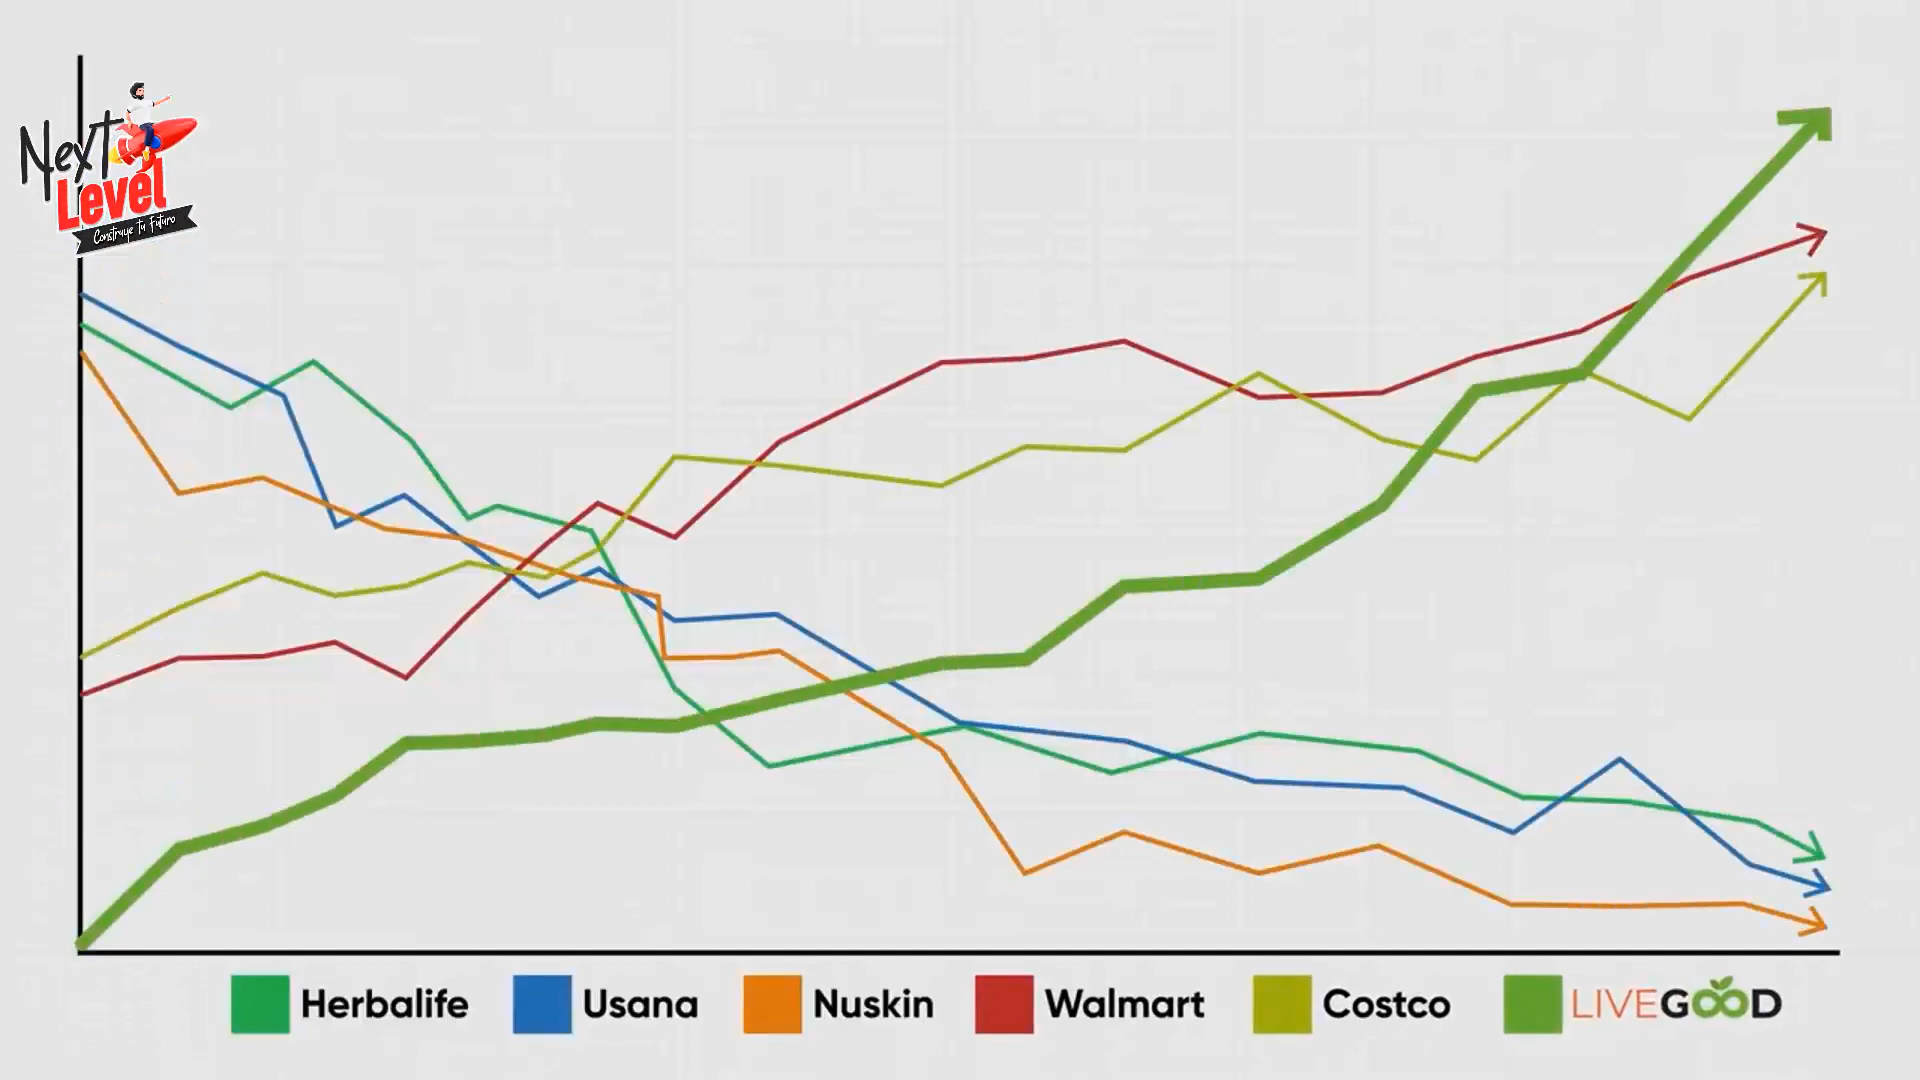 Next
Level
Construye tu Futuro
Herbalife
Usana
Nuskin
Walmart
Costco
LIVEGOOD